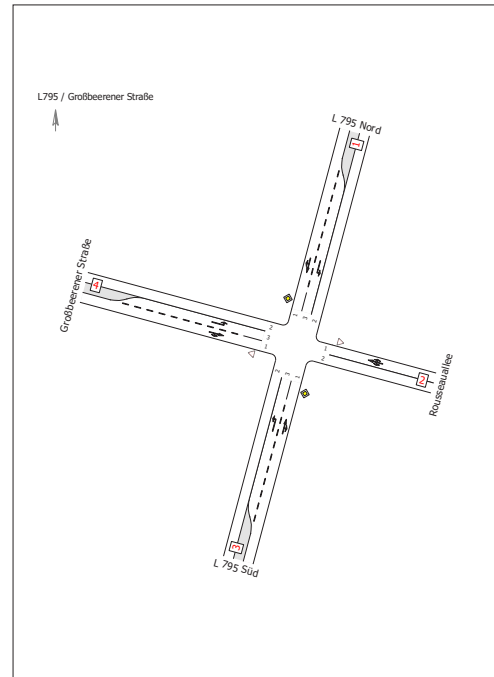 L795 / Großbeerener Straße
L 795 Nord
1
Großbeerener Straße
4
1 3 2
2
3
1
1
2
2
Rousseauallee
2 3 1
3
L 795 Süd